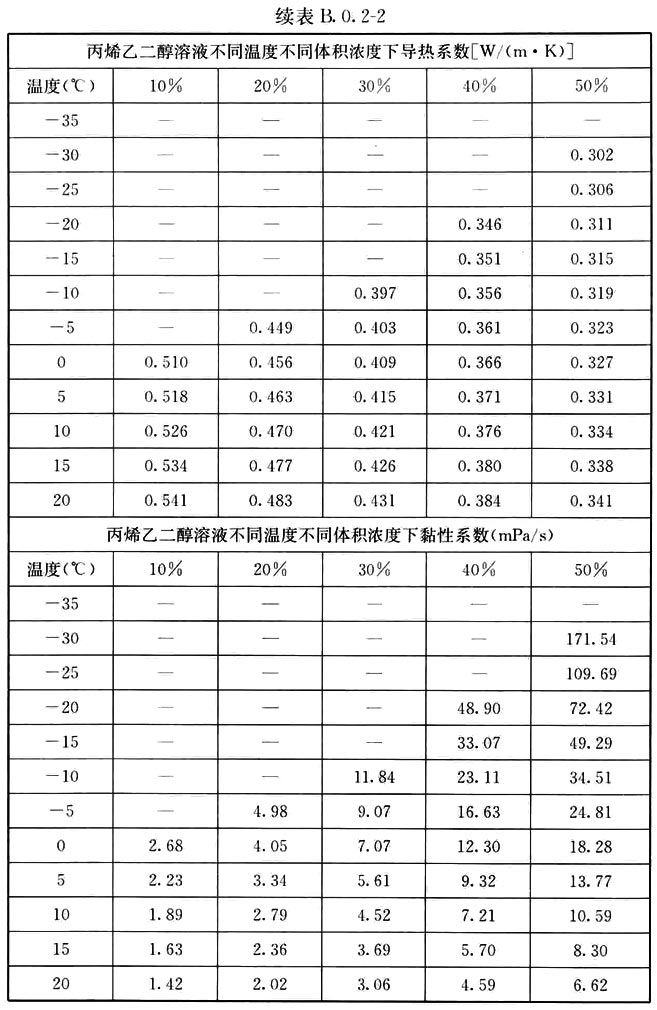 续表 B.0.2-2
丙烯乙二醇溶液不同温度不同体积浓度下导热系数[W/(m·K)]
温度(℃) 10% 20% 30% 40% 50%
-35 — — — — —
-30 — — — — 0.302
-25 — — — — 0.306
-20 — — — 0.346 0.311
-15 — — — 0.351 0.315
-10 — — 0.397 0.356 0.319
-5 — 0.449 0.403 0.361 0.323
0 0.510 0.456 0.409 0.366 0.327
5 0.518 0.463 0.415 0.371 0.331
10 0.526 0.470 0.421 0.376 0.334
15 0.534 0.477 0.426 0.380 0.338
20 0.541 0.483 0.431 0.384 0.341
丙烯乙二醇溶液不同温度不同体积浓度下黏性系数(mPa/s)
温度(℃) 10% 20% 30% 40% 50%
-35 — — — — —
-30 — — — — 171.54
-25 — — — — 109.69
-20 — — — 48.90 72.42
-15 — — — 33.07 49.29
-10 — — 11.84 23.11 34.51
-5 — 4.98 9.07 16.63 24.81
0 2.68 4.05 7.07 12.30 18.28
5 2.23 3.34 5.61 9.32 13.77
10 1.89 2.79 4.52 7.21 10.59
15 1.63 2.36 3.69 5.70 8.30
20 1.42 2.02 3.06 4.59 6.62